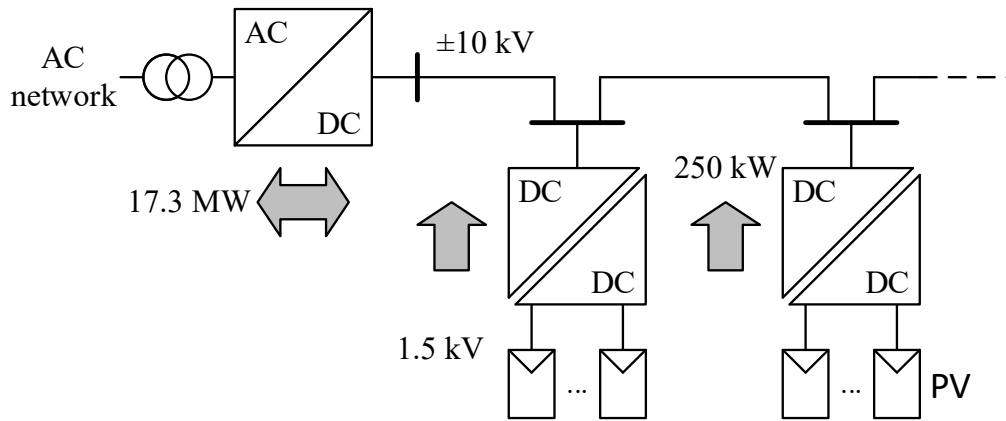 AC
network
AC
DC
±10 kV
17.3 MW
DC
DC
250 kW
DC
DC
1.5 kV
...
...
PV